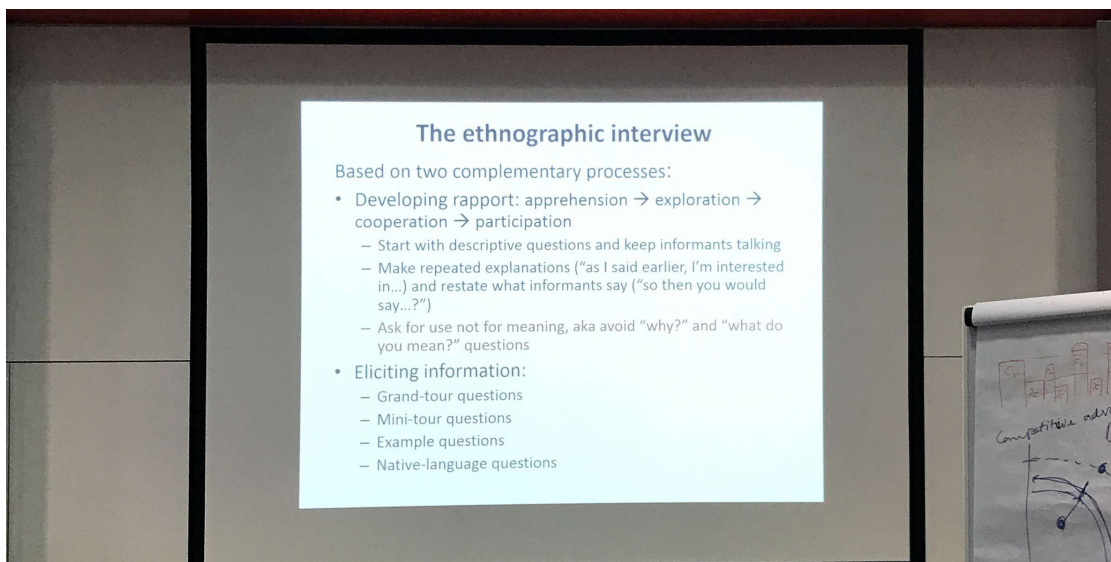 The ethnographic interview
Based on two complementary processes:
• Developing rapport: apprehension → exploration →
cooperation → participation
– Start with descriptive questions and keep informants talking
– Make repeated explanations (“as I said earlier, I’m interested
in...) and restate what informants say (“so then you would
say...?”)
– Ask for use not for meaning, aka avoid “why?” and “what do
you mean?” questions
• Eliciting information:
– Grand-tour questions
– Mini-tour questions
– Example questions
– Native-language questions
Competitive